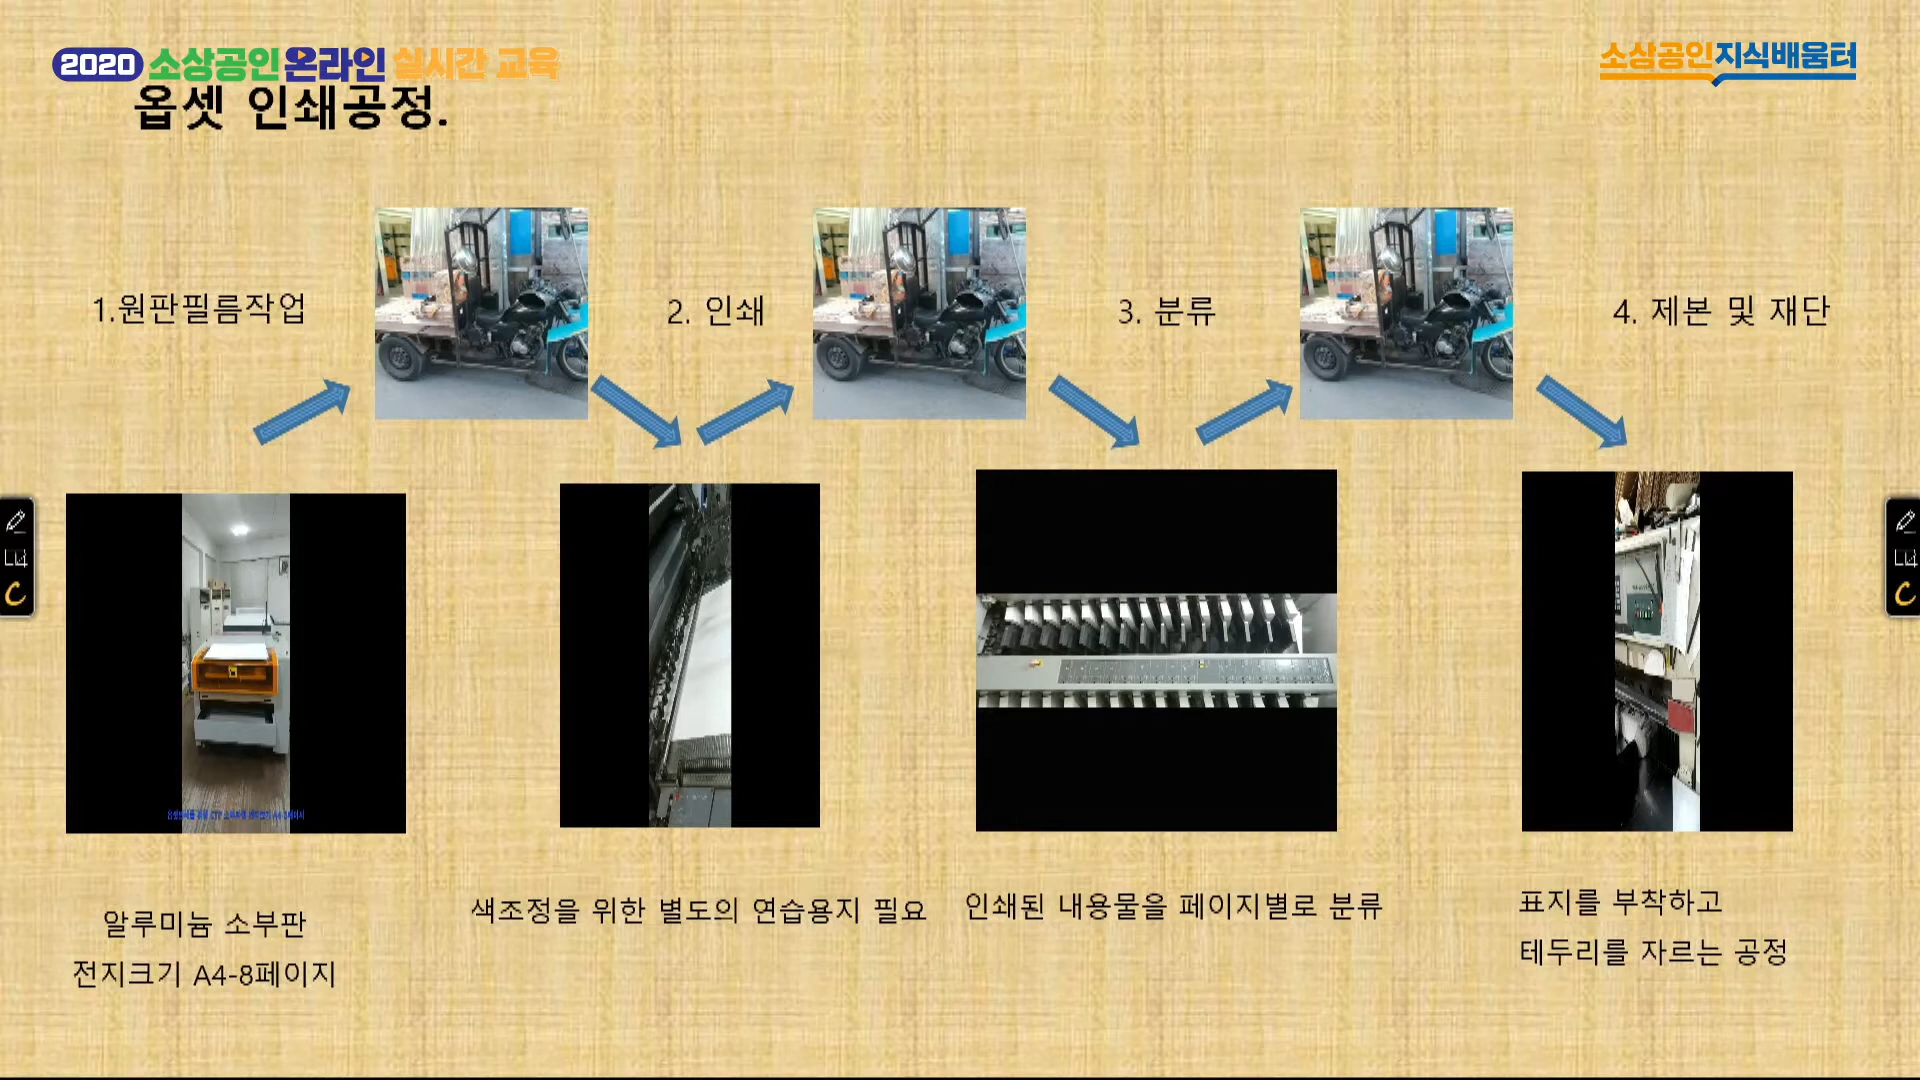 2020 소상공인 온라인 실시간 교육
소상공인지식배움터
옵셋 인쇄공정.
1.원판필름작업
2. 인쇄
3. 분류
4. 제본 및 재단
알루미늄 소부판
전지크기 A4-8페이지
색조정을 위한 별도의 연습용지 필요
인쇄된 내용물을 페이지별로 분류
표지를 부착하고
테두리를 자르는 공정